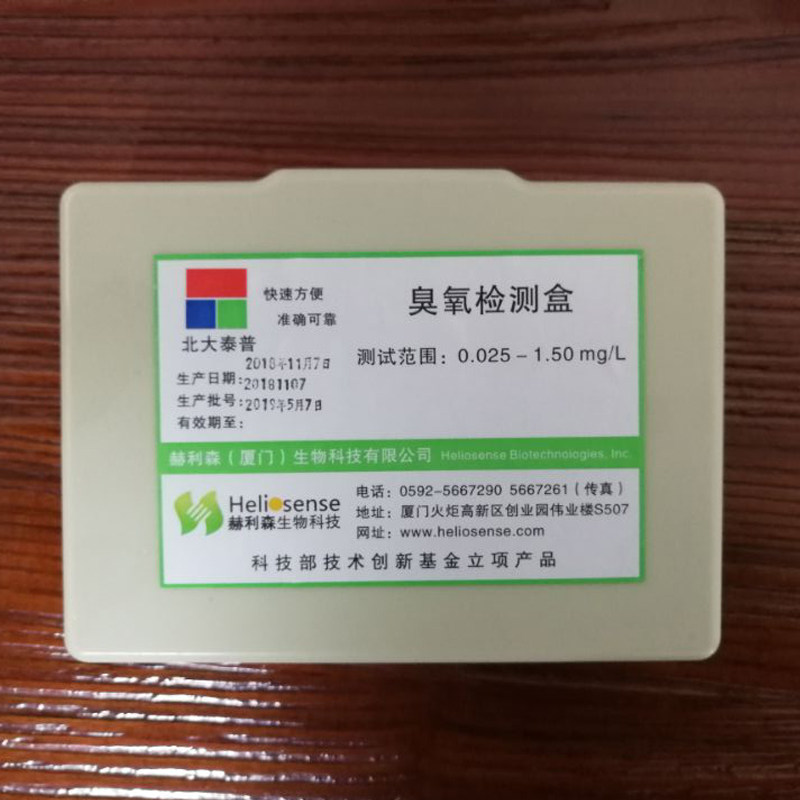 快速方便
准确可靠
北大泰普
臭氧检测盒
测试范围：0.025－1.50 mg/L
2018年11月7日
生产日期：
20181107
生产批号：
2019年5月7日
有效期至：
赫利森（厦门）生物科技有限公司 Heliosense Biotechnologies, Inc.
Heliosense
赫利森生物科技
电话：0592-5667290 5667261（传真）
地址：厦门火炬高新区创业园伟业楼S507
网址：www.heliosense.com
科技部技术创新基金立项产品